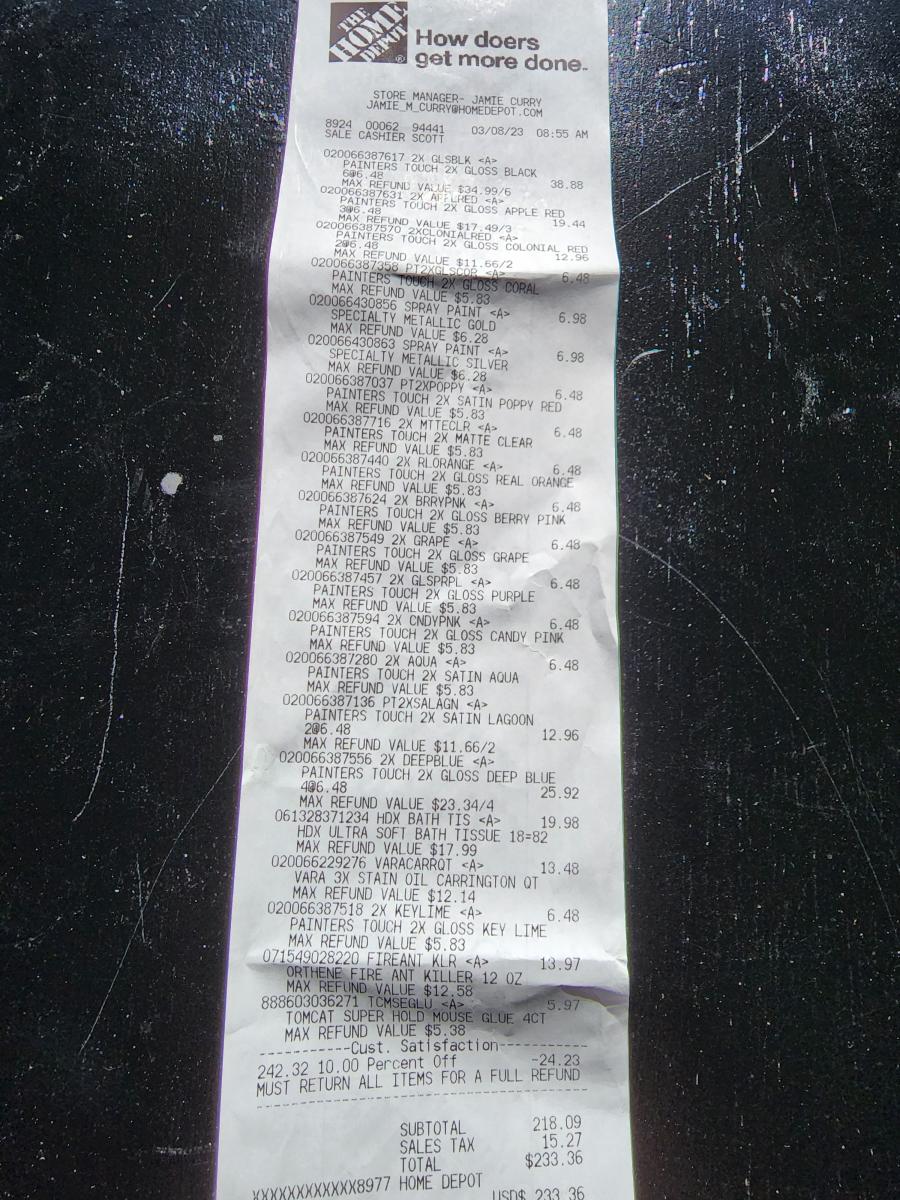 THE
HOME
DEPOT
®
How doers
get more done.
STORE MANAGER- JAMIE CURRY
JAMIE_M_CURRY@HOMEDEPOT.COM
8924 00062 94441 03/08/23 08:55 AM
SALE CASHIER SCOTT
020066387617 2X GLSBLK <A>
PAINTERS TOUCH 2X GLOSS BLACK
6@6.48 38.88
MAX REFUND VALUE $34.99/6
020066387631 2X APPLRED <A>
PAINTERS TOUCH 2X GLOSS APPLE RED
3@6.48 19.44
MAX REFUND VALUE $17.49/3
020066387570 2XCLONIALRED <A>
PAINTERS TOUCH 2X GLOSS COLONIAL RED
2@6.48 12.96
MAX REFUND VALUE $11.66/2
020066387358 PT2XGLSCOR <A> 6.48
PAINTERS TOUCH 2X GLOSS CORAL
MAX REFUND VALUE $5.83
020066430856 SPRAY PAINT <A> 6.98
SPECIALTY METALLIC GOLD
MAX REFUND VALUE $6.28
020066430863 SPRAY PAINT <A> 6.98
SPECIALTY METALLIC SILVER
MAX REFUND VALUE $6.28
020066387037 PT2XPOPPY <A> 6.48
PAINTERS TOUCH 2X SATIN POPPY RED
MAX REFUND VALUE $5.83
020066387716 2X MTTECLR <A> 6.48
PAINTERS TOUCH 2X MATTE CLEAR
MAX REFUND VALUE $5.83
020066387440 2X RLORANGE <A> 6.48
PAINTERS TOUCH 2X GLOSS REAL ORANGE
MAX REFUND VALUE $5.83
020066387624 2X BRRYPNK <A> 6.48
PAINTERS TOUCH 2X GLOSS BERRY PINK
MAX REFUND VALUE $5.83
020066387549 2X GRAPE <A> 6.48
PAINTERS TOUCH 2X GLOSS GRAPE
MAX REFUND VALUE $5.83
020066387457 2X GLSPRPL <A> 6.48
PAINTERS TOUCH 2X GLOSS PURPLE
MAX REFUND VALUE $5.83
020066387594 2X CNDYPNK <A> 6.48
PAINTERS TOUCH 2X GLOSS CANDY PINK
MAX REFUND VALUE $5.83
020066387280 2X AQUA <A> 6.48
PAINTERS TOUCH 2X SATIN AQUA
MAX REFUND VALUE $5.83
020066387136 PT2XSALAGN <A>
PAINTERS TOUCH 2X SATIN LAGOON
2@6.48 12.96
MAX REFUND VALUE $11.66/2
020066387556 2X DEEPBLUE <A>
PAINTERS TOUCH 2X GLOSS DEEP BLUE
4@6.48 25.92
MAX REFUND VALUE $23.34/4
061328371234 HDX BATH TIS <A> 19.98
HDX ULTRA SOFT BATH TISSUE 18=82
MAX REFUND VALUE $17.99
020066229276 VARACARRQT <A> 13.48
VARA 3X STAIN OIL CARRINGTON QT
MAX REFUND VALUE $12.14
020066387518 2X KEYLIME <A> 6.48
PAINTERS TOUCH 2X GLOSS KEY LIME
MAX REFUND VALUE $5.83
071549028220 FIREANT KLR <A> 13.97
ORTHENE FIRE ANT KILLER 12 OZ
MAX REFUND VALUE $12.58
888603036271 TCMSEGLU <A> 5.97
TOMCAT SUPER HOLD MOUSE GLUE 4CT
MAX REFUND VALUE $5.38
-----------Cust. Satisfaction-----------
242.32 10.00 Percent Off -24.23
MUST RETURN ALL ITEMS FOR A FULL REFUND
----------------------------------------
SUBTOTAL 218.09
SALES TAX 15.27
TOTAL $233.36
XXXXXXXXXXXX8977 HOME DEPOT
USD$ 233.36